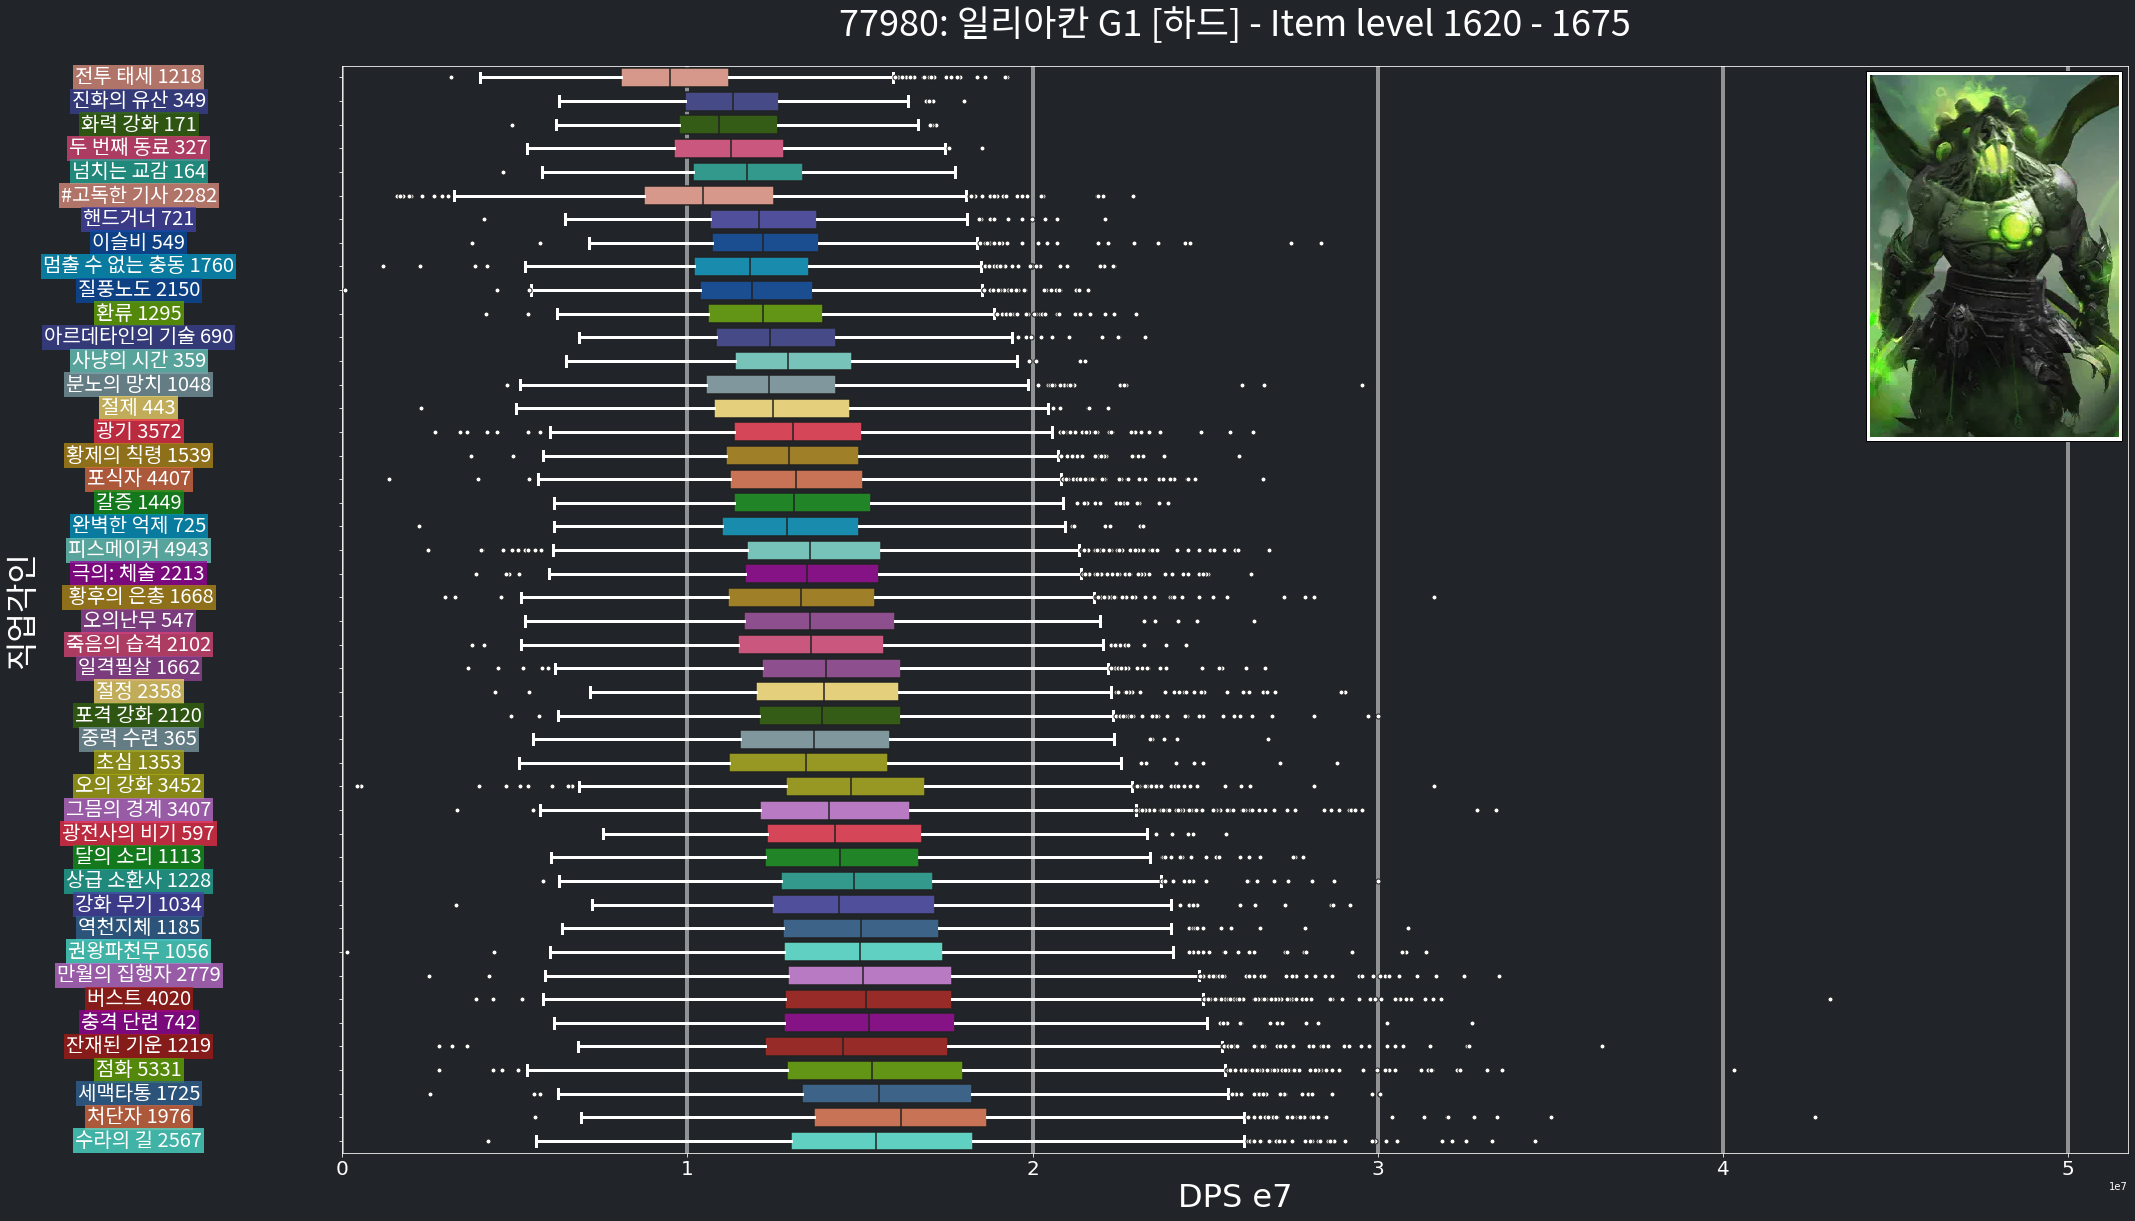 77980: 일리아칸 G1 [하드] - Item level 1620 - 1675
전투 태세 1218
진화의 유산 349
화력 강화 171
두 번째 동료 327
넘치는 교감 164
#고독한 기사 2282
핸드거너 721
이슬비 549
멈출 수 없는 충동 1760
질풍노도 2150
환류 1295
아르데타인의 기술 690
사냥의 시간 359
분노의 망치 1048
절제 443
광기 3572
황제의 칙령 1539
포식자 4407
갈증 1449
완벽한 억제 725
피스메이커 4943
극의: 체술 2213
황후의 은총 1668
오의난무 547
죽음의 습격 2102
일격필살 1662
절정 2358
포격 강화 2120
중력 수련 365
초심 1353
오의 강화 3452
그믐의 경계 3407
광전사의 비기 597
달의 소리 1113
상급 소환사 1228
강화 무기 1034
역천지체 1185
권왕파천무 1056
만월의 집행자 2779
버스트 4020
충격 단련 742
잔재된 기운 1219
점화 5331
세맥타통 1725
처단자 1976
수라의 길 2567
직업각인
0 1 2 3 4 5
DPS e7
1e7